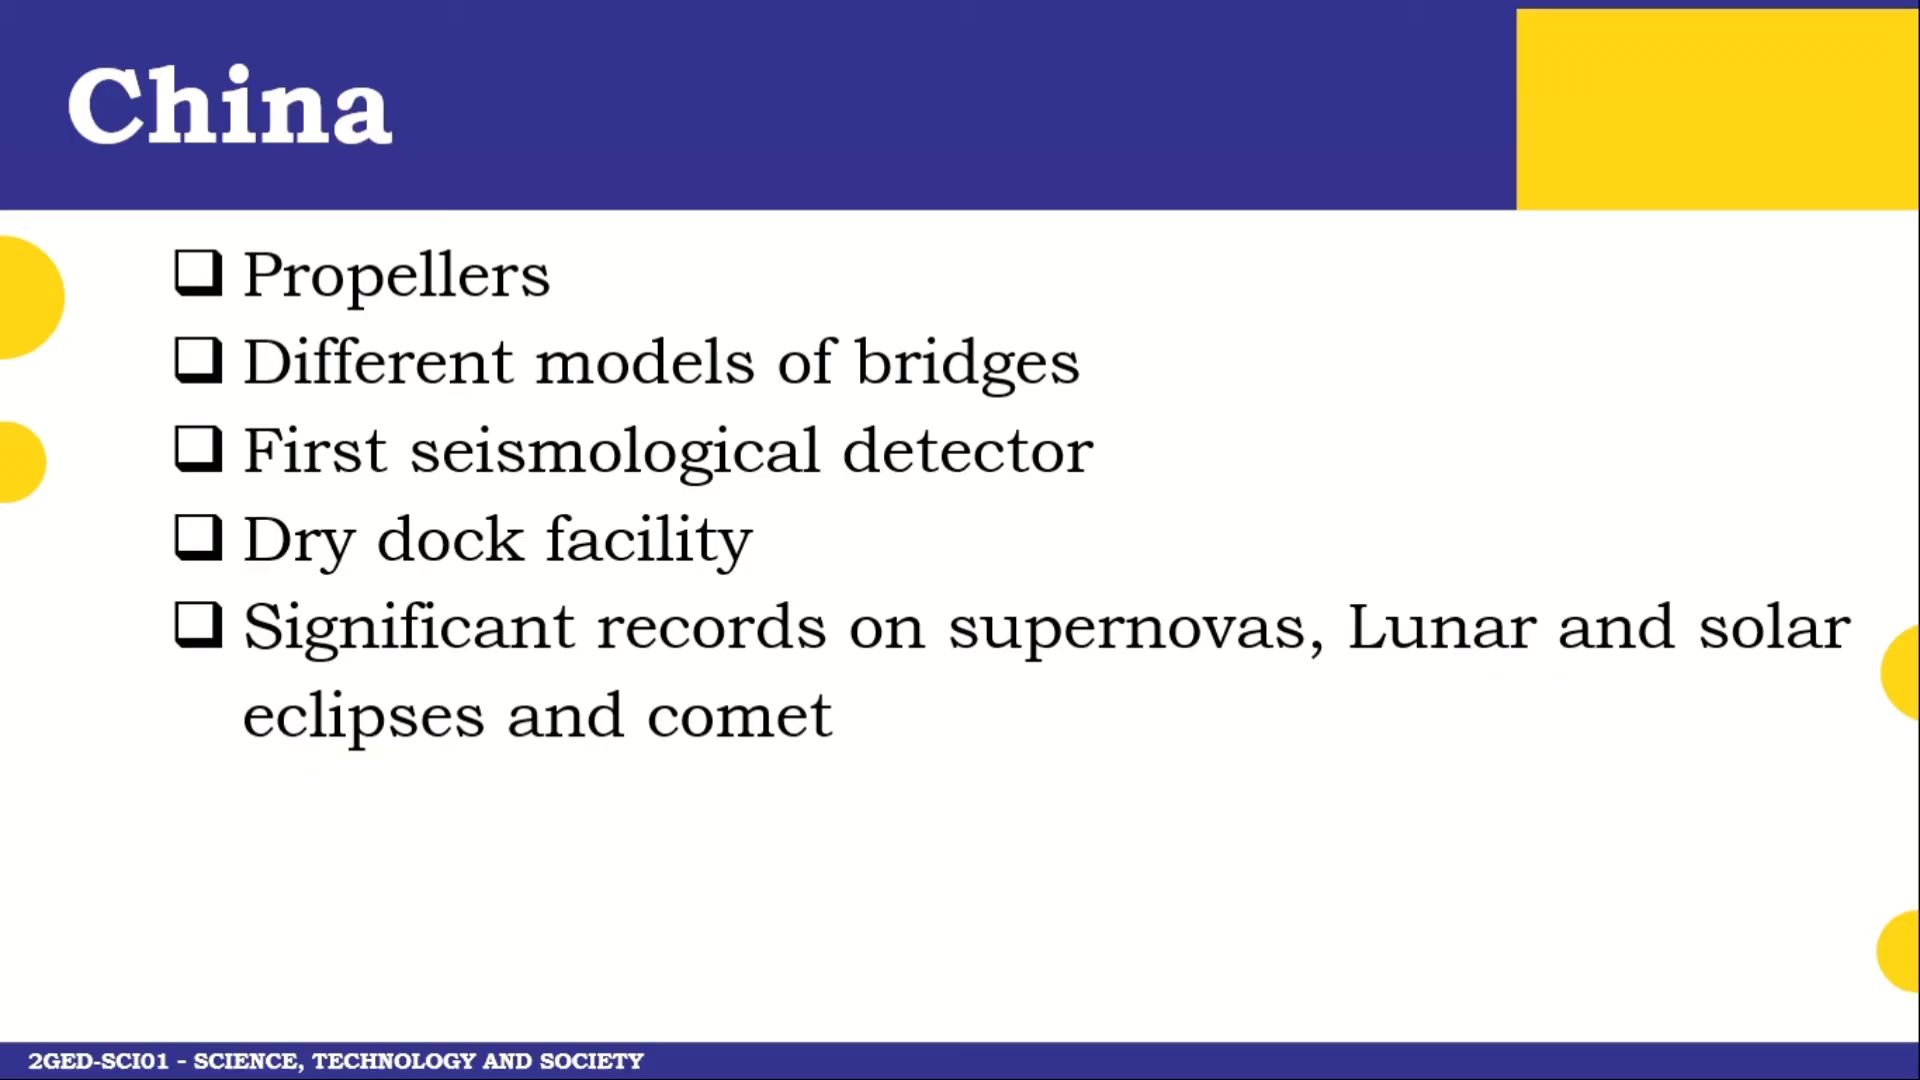 China
Propellers
Different models of bridges
First seismological detector
Dry dock facility
Significant records on supernovas, Lunar and solar
eclipses and comet
2GED-SCI01 - SCIENCE, TECHNOLOGY AND SOCIETY